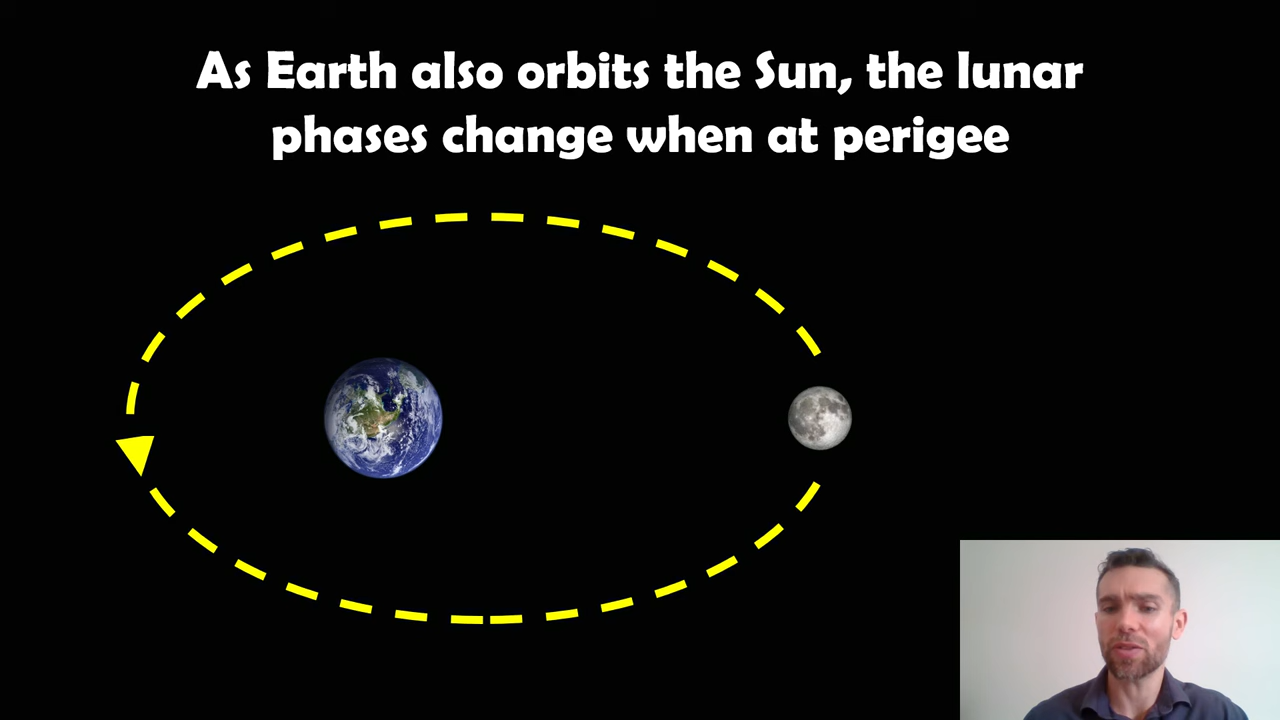 As Earth also orbits the Sun, the lunar
phases change when at perigee